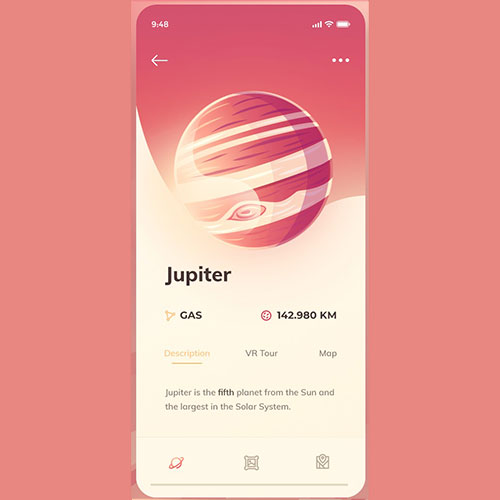 9:48
Jupiter
GAS 142.980 KM
Description VR Tour Map
Jupiter is the fifth planet from the Sun and
the largest in the Solar System.